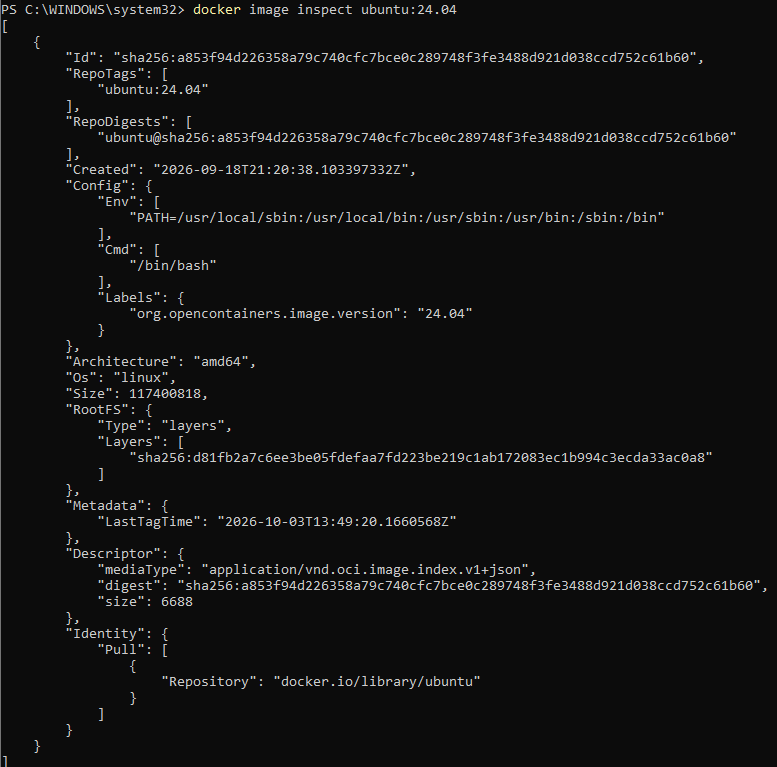 PS C:\WINDOWS\system32> docker image inspect ubuntu:24.04
[
    {
        "Id": "sha256:a853f94d226358a79c740cfc7bce0c289748f3fe3488d921d038ccd752c61b60",
        "RepoTags": [
            "ubuntu:24.04"
        ],
        "RepoDigests": [
            "ubuntu@sha256:a853f94d226358a79c740cfc7bce0c289748f3fe3488d921d038ccd752c61b60"
        ],
        "Created": "2026-09-18T21:20:38.103397332Z",
        "Config": {
            "Env": [
                "PATH=/usr/local/sbin:/usr/local/bin:/usr/sbin:/usr/bin:/sbin:/bin"
            ],
            "Cmd": [
                "/bin/bash"
            ],
            "Labels": {
                "org.opencontainers.image.version": "24.04"
            }
        },
        "Architecture": "amd64",
        "Os": "linux",
        "Size": 117400818,
        "RootFS": {
            "Type": "layers",
            "Layers": [
                "sha256:d81fb2a7c6ee3be05fdefaa7fd223be219c1ab172083ec1b994c3ecda33ac0a8"
            ]
        },
        "Metadata": {
            "LastTagTime": "2026-10-03T13:49:20.1660568Z"
        },
        "Descriptor": {
            "mediaType": "application/vnd.oci.image.index.v1+json",
            "digest": "sha256:a853f94d226358a79c740cfc7bce0c289748f3fe3488d921d038ccd752c61b60",
            "size": 6688
        },
        "Identity": {
            "Pull": [
                {
                    "Repository": "docker.io/library/ubuntu"
                }
            ]
        }
    }
]